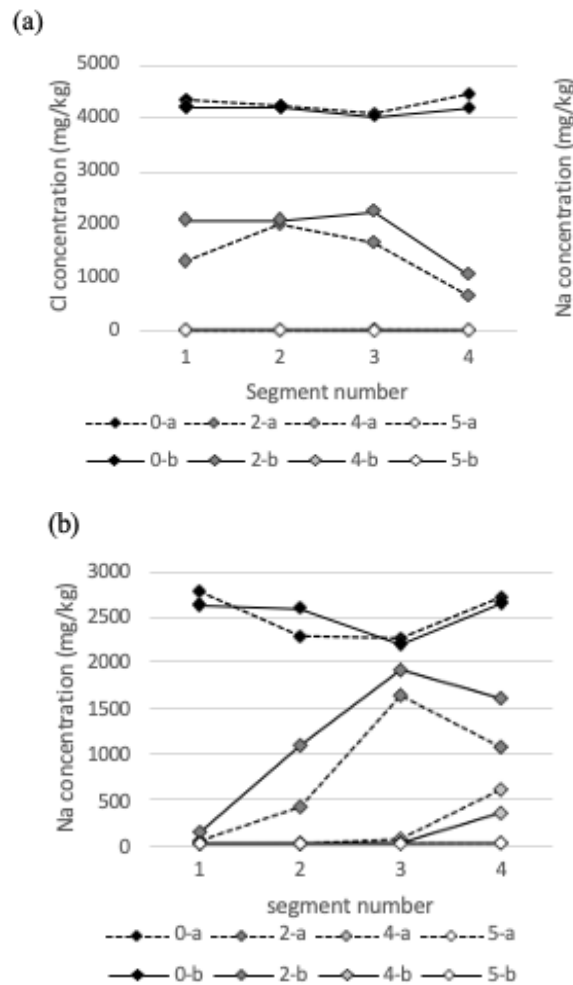 (a)
Cl concentration (mg/kg)
5000
4000
3000
2000
1000
0
1 2 3 4
Segment number
0-a 2-a 4-a 5-a
0-b 2-b 4-b 5-b
Na concentration (mg/kg)
(b)
Na concentration (mg/kg)
3000
2500
2000
1500
1000
500
0
1 2 3 4
segment number
0-a 2-a 4-a 5-a
0-b 2-b 4-b 5-b